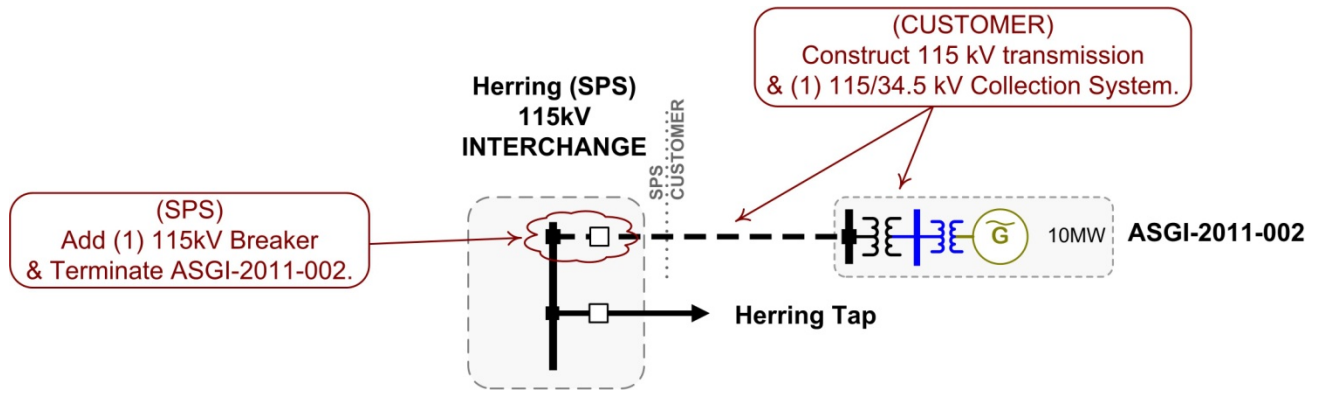 (CUSTOMER)
Construct 115 kV transmission
& (1) 115/34.5 kV Collection System.
Herring (SPS)
115kV
INTERCHANGE
SPS
CUSTOMER
(SPS)
Add (1) 115kV Breaker
& Terminate ASGI-2011-002.
G
10MW
ASGI-2011-002
Herring Tap